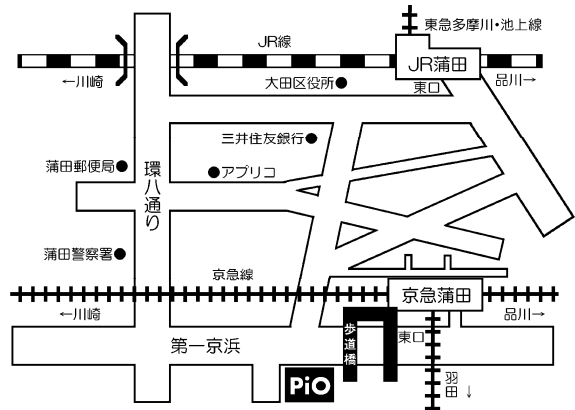 東急多摩川・池上線
JR線
JR蒲田
←川崎
大田区役所●
東口
品川→
三井住友銀行●
蒲田郵便局●
●アプリコ
環八通り
蒲田警察署●
京急線
京急蒲田
←川崎
品川→
歩道橋
東口
第一京浜
PiO
羽田↓